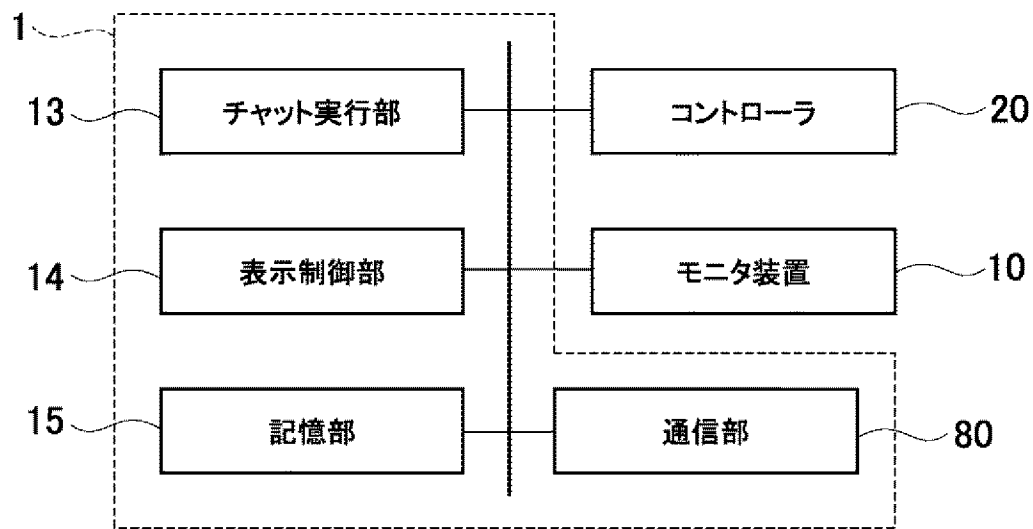 1
13
チャット実行部
コントローラ
20
14
表示制御部
モニタ装置
10
15
記憶部
通信部
80